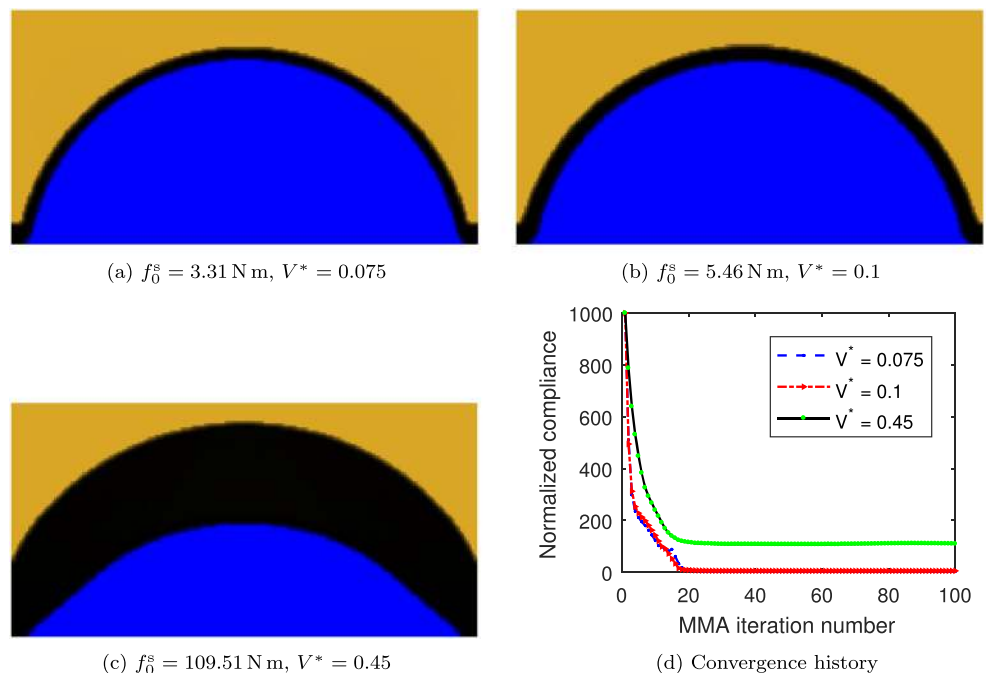 (a) f₀ˢ = 3.31 N m, V* = 0.075
(b) f₀ˢ = 5.46 N m, V* = 0.1
(c) f₀ˢ = 109.51 N m, V* = 0.45
Normalized compliance
1000
800
600
400
200
0
0 20 40 60 80 100
MMA iteration number
V* = 0.075
V* = 0.1
V* = 0.45
(d) Convergence history